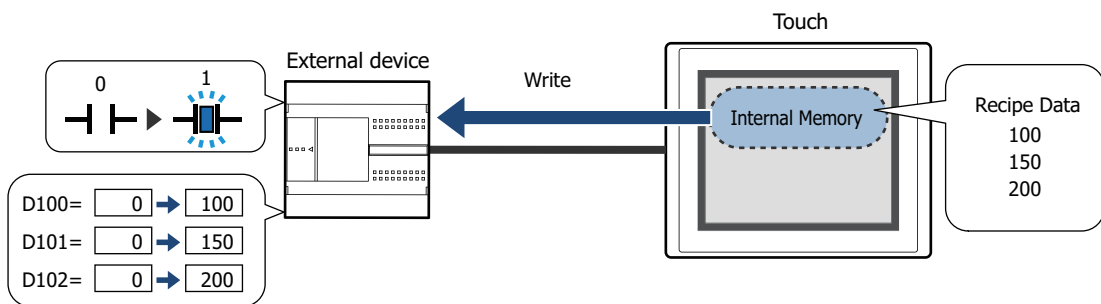 Touch
External device
Write
0 1
Internal Memory
Recipe Data
100
150
200
D100= 0 100
D101= 0 150
D102= 0 200